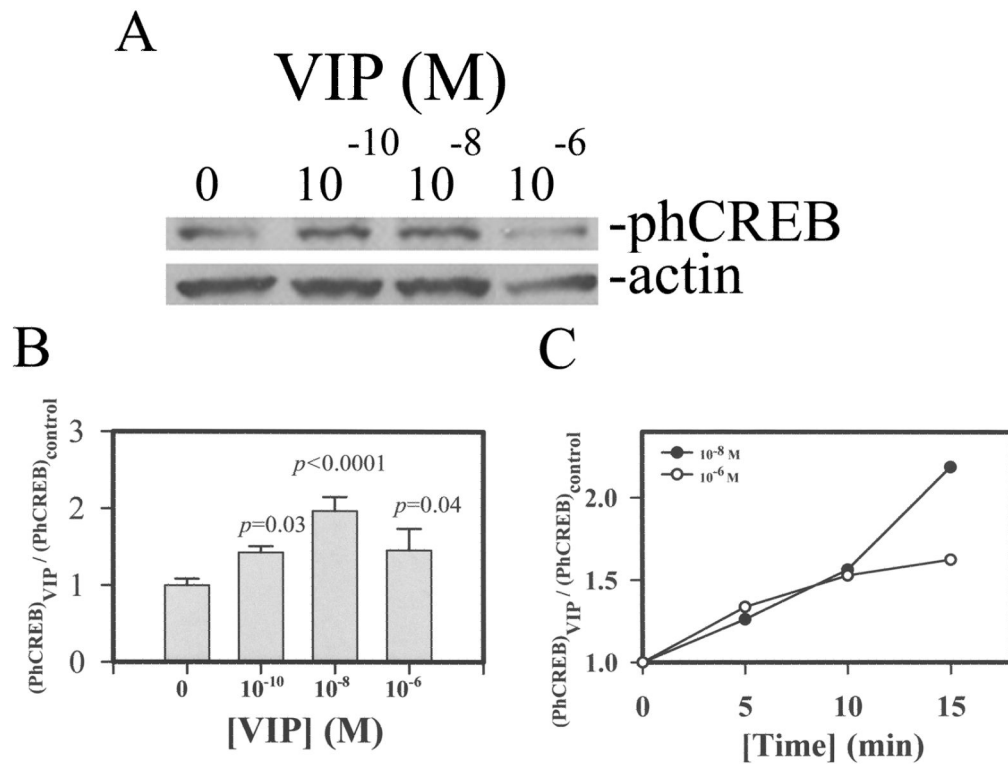 A
VIP (M)
0 10^-10 10^-8 10^-6
-phCREB
-actin
B
(PhCREB)VIP / (PhCREB)control
3
2
1
0
p<0.0001
p=0.03
p=0.04
0 10^-10 10^-8 10^-6
[VIP] (M)
C
(PhCREB)VIP / (PhCREB)control
2.0
1.5
1.0
10^-8 M
10^-6 M
0 5 10 15
[Time] (min)